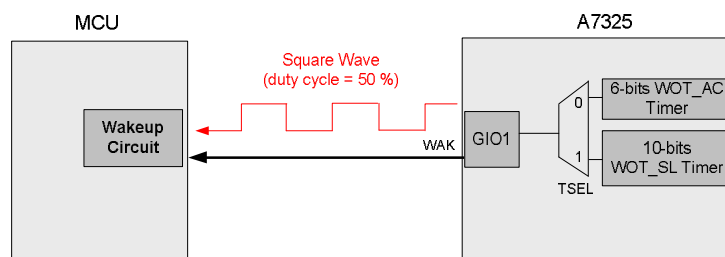 MCU
A7325
Square Wave
(duty cycle = 50 %)
Wakeup
Circuit
WAK
GIO1
0
1
TSEL
6-bits WOT_AC
Timer
10-bits
WOT_SL Timer